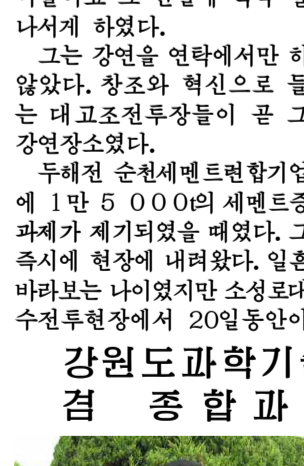 나서게 하였다.
그는 강연을 연탁에서만 하
않았다. 창조와 혁신으로 들
는 대고조전투장들이 곧 그
강연장소였다.
두해전 순천세멘트련합기업
에 1만 5 000t의 세멘트증
과제가 제기되였을 때였다. 그
즉시에 현장에 내려왔다. 일흔
바라보는 나이였지만 소성로대
수전투현장에서 20일동안이
강원도과학기술
겸 종합과